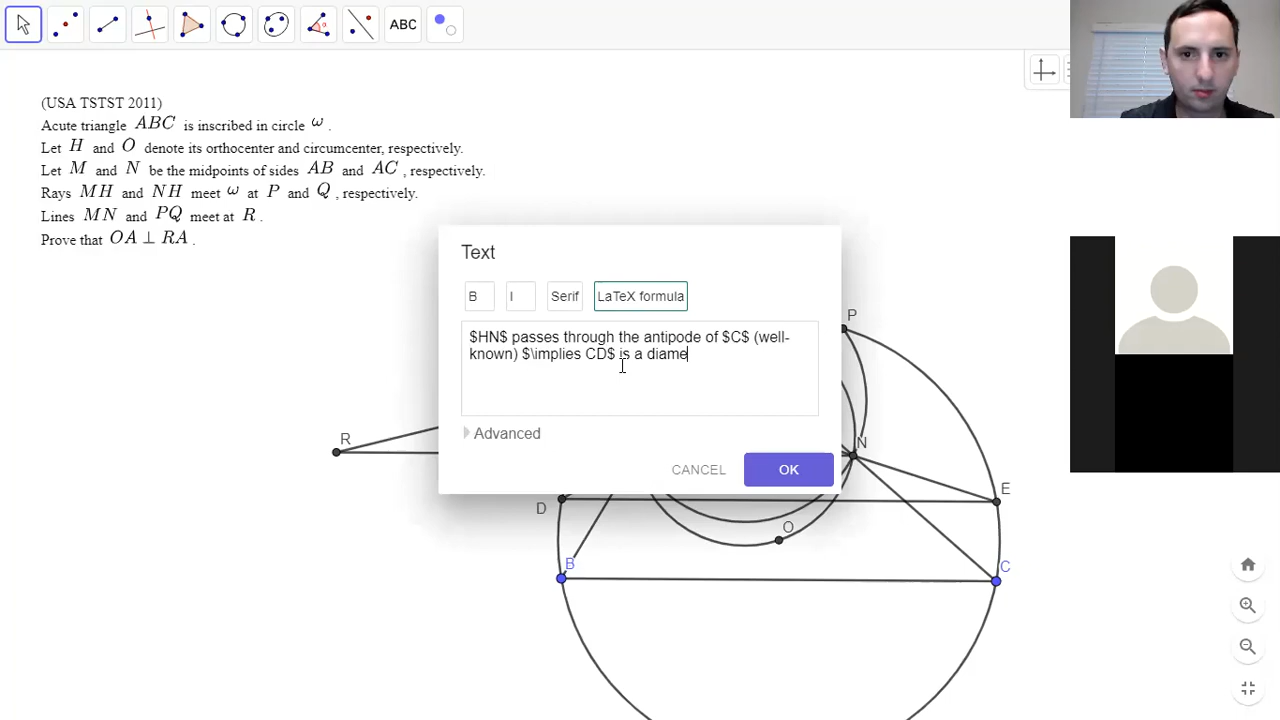 ABC
(USA TSTST 2011)
Acute triangle ABC is inscribed in circle ω .
Let H and O denote its orthocenter and circumcenter, respectively.
Let M and N be the midpoints of sides AB and AC , respectively.
Rays MH and NH meet ω at P and Q , respectively.
Lines MN and PQ meet at R .
Prove that OA ⊥ RA .
Text
B I Serif LaTeX formula
$HN$ passes through the antipode of $C$ (well-
known) $\implies CD$ is a diame
Advanced
CANCEL OK
P
R
N
D
E
O
B
C